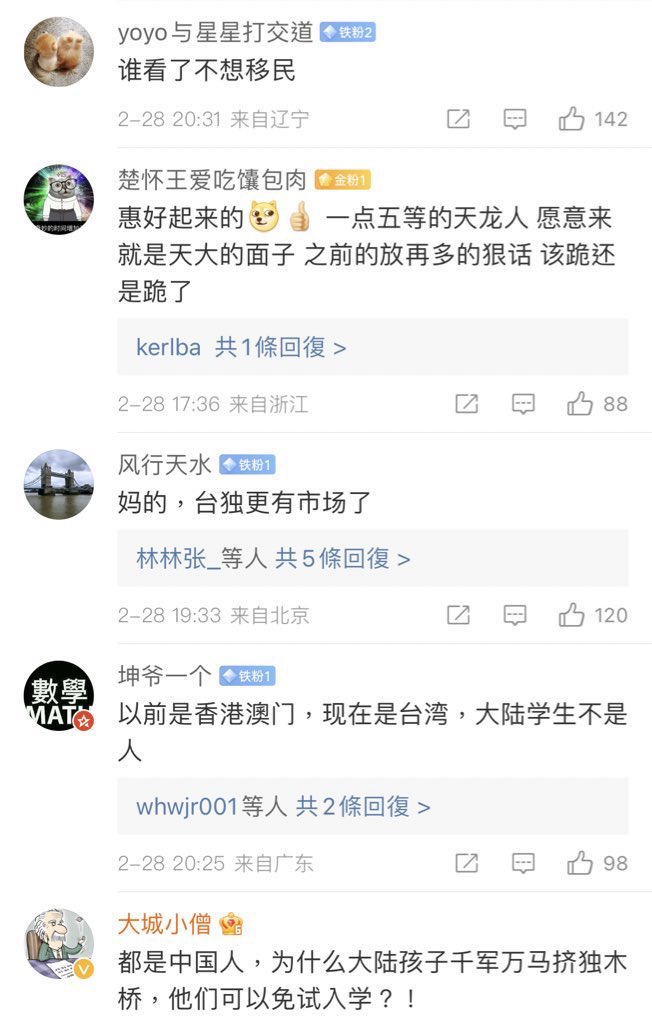 yoyo与星星打交道 铁粉2
谁看了不想移民
2-28 20:31 来自辽宁 142
楚怀王爱吃馕包肉 金粉1
惠好起来的 一点五等的天龙人 愿意来
就是天大的面子 之前的放再多的狠话 该跪还
是跪了
kerlba 共1條回復 >
2-28 17:36 来自浙江 88
风行天水 铁粉1
妈的，台独更有市场了
林林张_等人 共5條回復 >
2-28 19:33 来自北京 120
坤爷一个 铁粉1
數學
MATH
以前是香港澳门，现在是台湾，大陆学生不是
人
whwjr001等人 共2條回復 >
2-28 20:25 来自广东 98
大城小僧
V
都是中国人，为什么大陆孩子千军万马挤独木
桥，他们可以免试入学？！